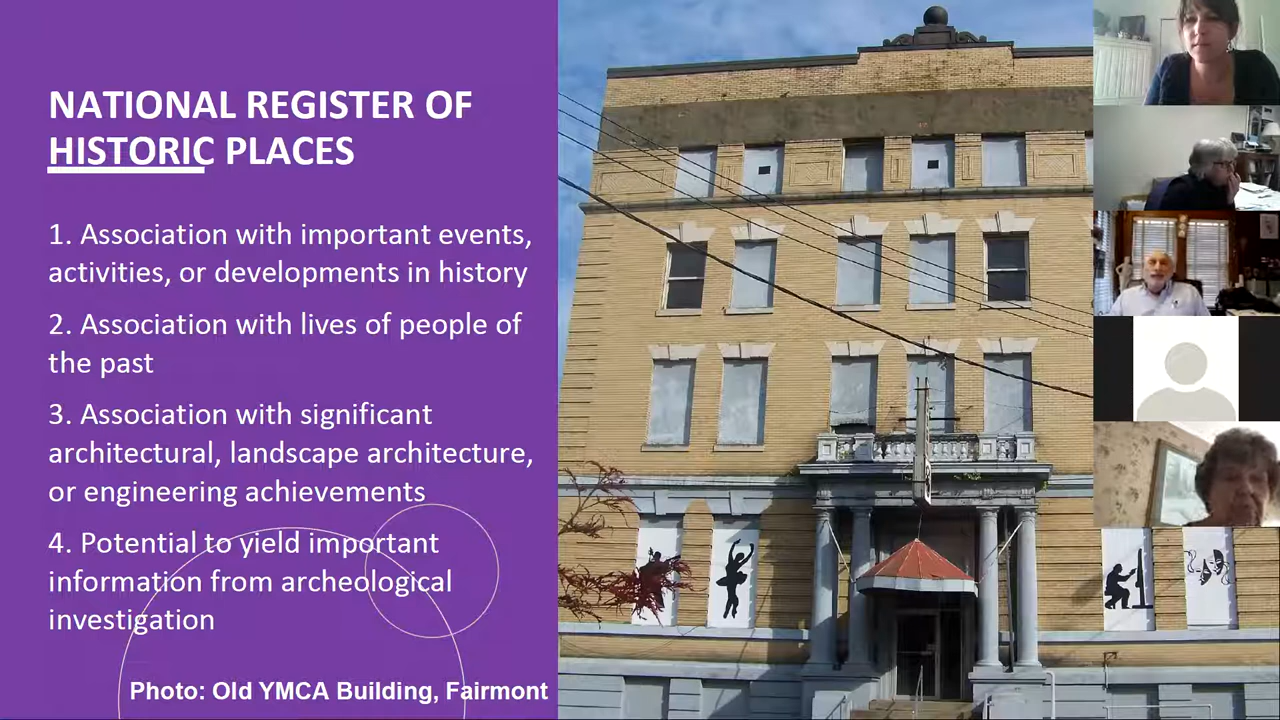 NATIONAL REGISTER OF
HISTORIC PLACES
1. Association with important events,
activities, or developments in history
2. Association with lives of people of
the past
3. Association with significant
architectural, landscape architecture,
or engineering achievements
4. Potential to yield important
information from archeological
investigation
Photo: Old YMCA Building, Fairmont